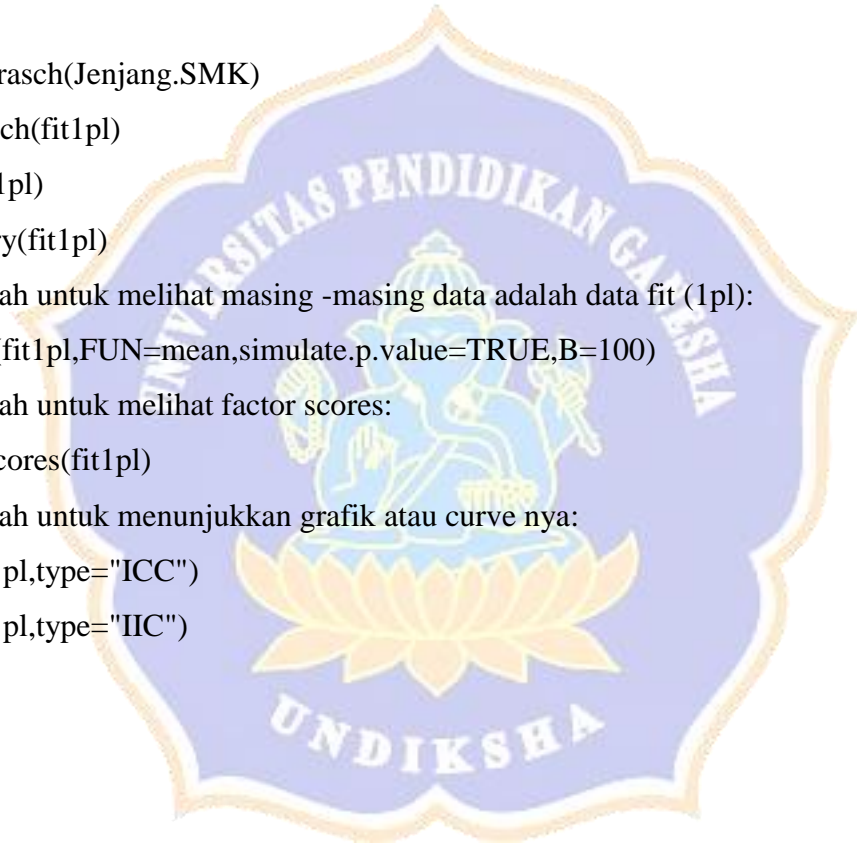 rasch(Jenjang.SMK)
ch(fit1pl)
1pl)
y(fit1pl)
ah untuk melihat masing -masing data adalah data fit (1pl):
(fit1pl,FUN=mean,simulate.p.value=TRUE,B=100)
ah untuk melihat factor scores:
cores(fit1pl)
ah untuk menunjukkan grafik atau curve nya:
pl,type="ICC")
pl,type="IIC")
UNIVERSITAS PENDIDIKAN GANESHA
UNDIKSHA